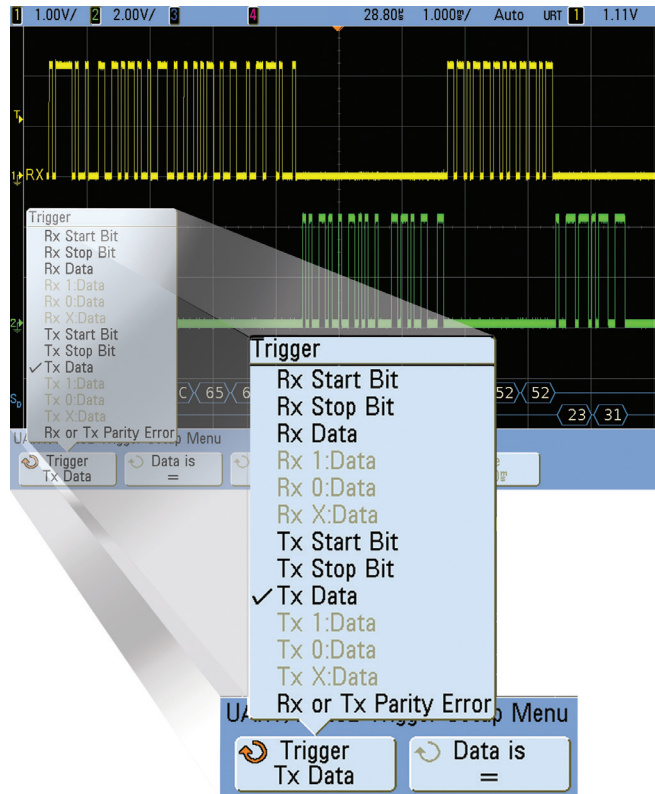 1 1.00V/ 2 2.00V/ 3 4 28.80 1.000 / Auto URT 1 1.11V
T
1 RX
Trigger
Rx Start Bit
Rx Stop Bit
Rx Data
Rx 1:Data
Rx 0:Data
Rx X:Data
Tx Start Bit
Tx Stop Bit
✓Tx Data
Tx 1:Data
Tx 0:Data
Tx X:Data
Rx or Tx Parity Error
2
C 65 6 52 52
23 31
Menu
Trigger
Tx Data
Data is
=
Trigger
Rx Start Bit
Rx Stop Bit
Rx Data
Rx 1:Data
Rx 0:Data
Rx X:Data
Tx Start Bit
Tx Stop Bit
✓Tx Data
Tx 1:Data
Tx 0:Data
Tx X:Data
Rx or Tx Parity Error
Trigger Setup Menu
Trigger
Tx Data
Data is
=